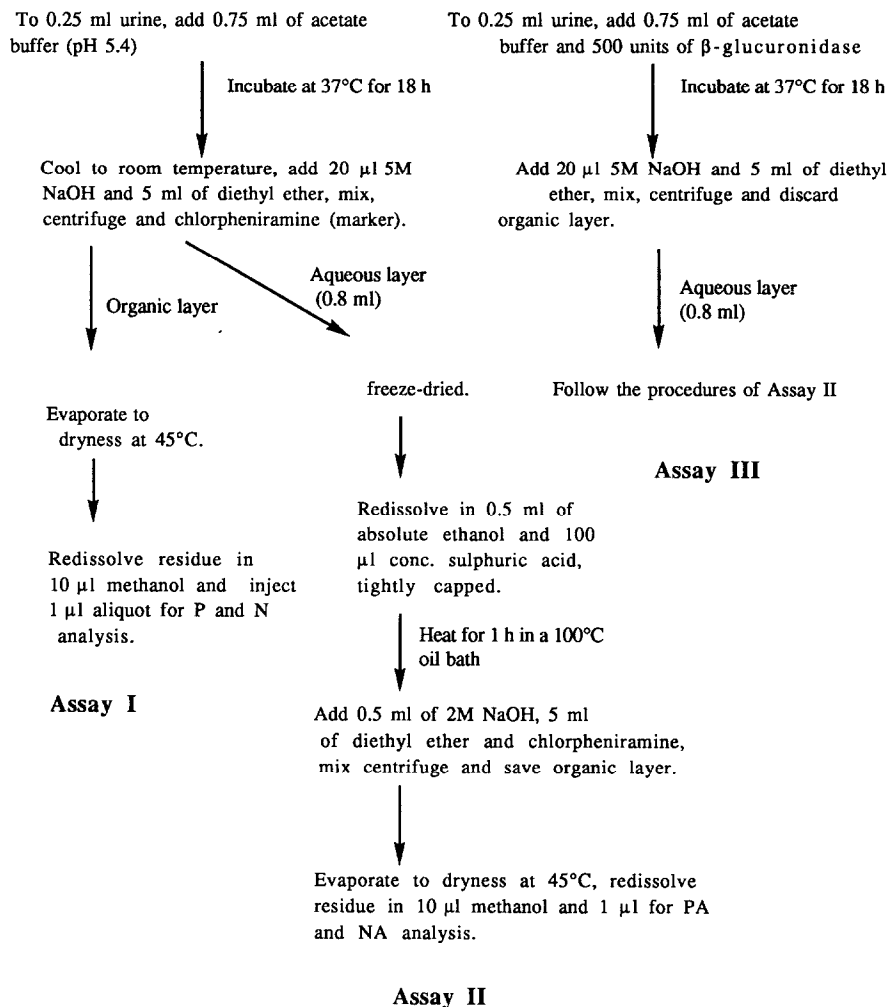 To 0.25 ml urine, add 0.75 ml of acetate
buffer (pH 5.4)
Incubate at 37°C for 18 h
Cool to room temperature, add 20 µl 5M
NaOH and 5 ml of diethyl ether, mix,
centrifuge and chlorpheniramine (marker).
Organic layer
Aqueous layer
(0.8 ml)
Evaporate to
dryness at 45°C.
Redissolve residue in
10 µl methanol and inject
1 µl aliquot for P and N
analysis.
Assay I
freeze-dried.
Redissolve in 0.5 ml of
absolute ethanol and 100
µl conc. sulphuric acid,
tightly capped.
Heat for 1 h in a 100°C
oil bath
Add 0.5 ml of 2M NaOH, 5 ml
of diethyl ether and chlorpheniramine,
mix centrifuge and save organic layer.
Evaporate to dryness at 45°C, redissolve
residue in 10 µl methanol and 1 µl for PA
and NA analysis.
Assay II
To 0.25 ml urine, add 0.75 ml of acetate
buffer and 500 units of β-glucuronidase
Incubate at 37°C for 18 h
Add 20 µl 5M NaOH and 5 ml of diethyl
ether, mix, centrifuge and discard
organic layer.
Aqueous layer
(0.8 ml)
Follow the procedures of Assay II
Assay III